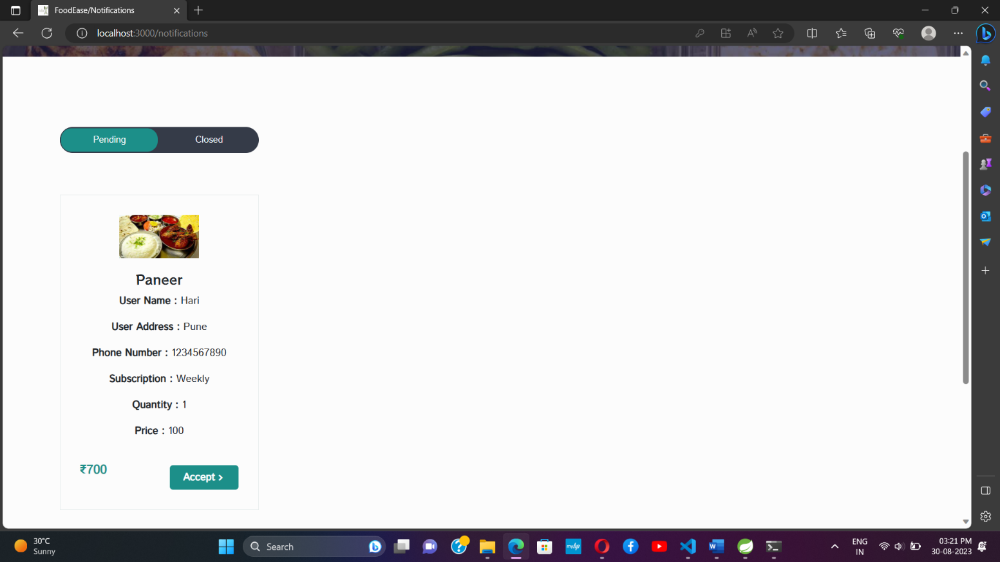 FoodEase/Notifications
localhost:3000/notifications
Pending
Closed
Paneer
User Name : Hari
User Address : Pune
Phone Number : 1234567890
Subscription : Weekly
Quantity : 1
Price : 100
₹700
Accept >
30°C
Sunny
Search
ENG
IN
03:21 PM
30-08-2023